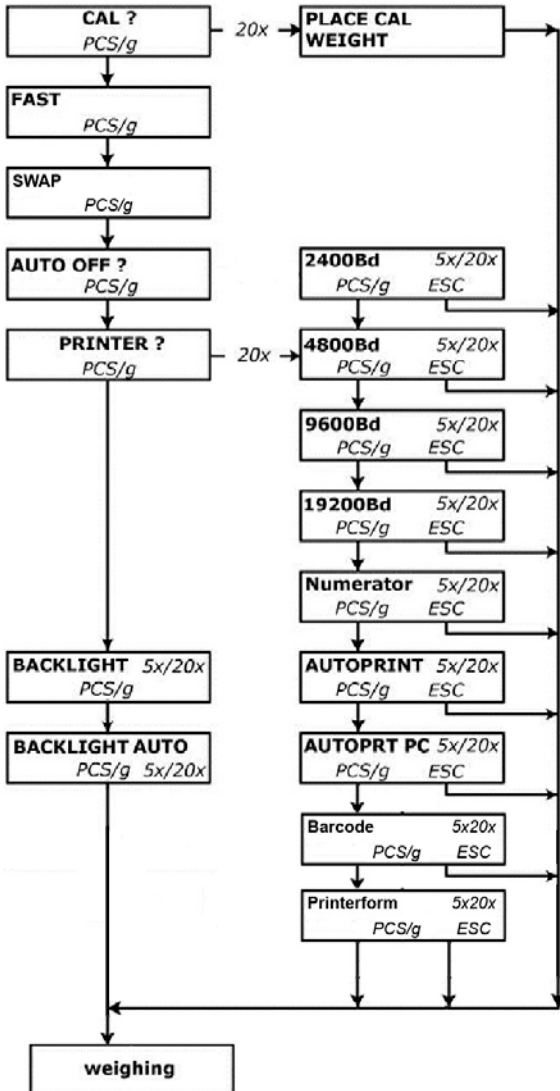 CAL ?
PCS/g
20x
PLACE CAL
WEIGHT
FAST
PCS/g
SWAP
PCS/g
AUTO OFF ?
PCS/g
PRINTER ?
PCS/g
20x
2400Bd 5x/20x
PCS/g ESC
4800Bd 5x/20x
PCS/g ESC
9600Bd 5x/20x
PCS/g ESC
19200Bd 5x/20x
PCS/g ESC
Numerator 5x/20x
PCS/g ESC
BACKLIGHT 5x/20x
PCS/g
AUTOPRINT 5x/20x
PCS/g ESC
BACKLIGHT AUTO
PCS/g 5x/20x
AUTOPRT PC 5x/20x
PCS/g ESC
Barcode 5x20x
PCS/g ESC
Printerform 5x20x
PCS/g ESC
weighing